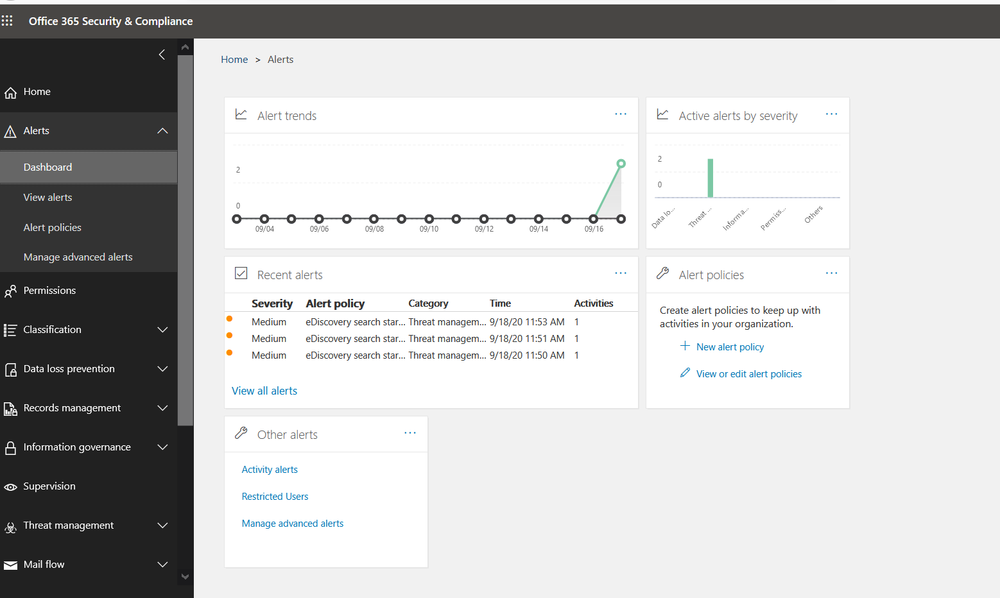 Office 365 Security & Compliance
Home
Alerts
Dashboard
View alerts
Alert policies
Manage advanced alerts
Permissions
Classification
Data loss prevention
Records management
Information governance
Supervision
Threat management
Mail flow
Home > Alerts
Alert trends ...
2
0
09/04 09/06 09/08 09/10 09/12 09/14 09/16
Active alerts by severity ...
2
0
Data lo... Threat ... Informa... Permiss... Others
Recent alerts ...
Severity Alert policy Category Time Activities
Medium eDiscovery search star... Threat managem... 9/18/20 11:53 AM 1
Medium eDiscovery search star... Threat managem... 9/18/20 11:51 AM 1
Medium eDiscovery search star... Threat managem... 9/18/20 11:50 AM 1
View all alerts
Alert policies ...
Create alert policies to keep up with
activities in your organization.
New alert policy
View or edit alert policies
Other alerts ...
Activity alerts
Restricted Users
Manage advanced alerts